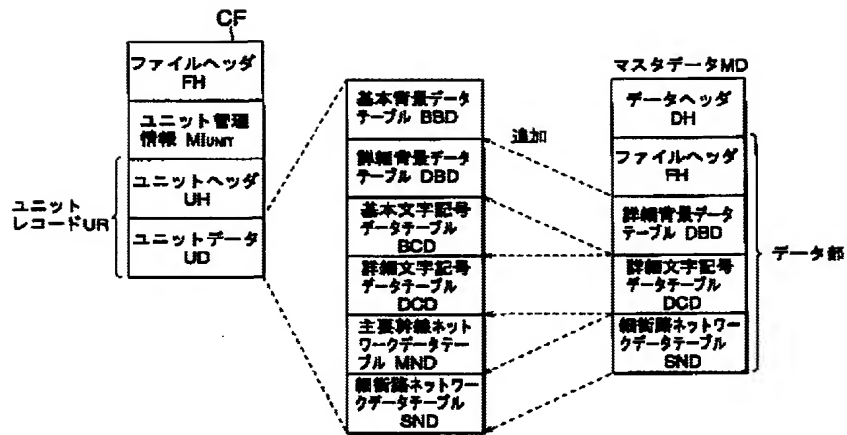 CF
ファイルヘッダ
FH
ユニット管理
情報 MIUNIT
ユニットヘッダ
UH
ユニットデータ
UD
ユニット
レコードUR
基本背景データ
テーブル BBD
詳細背景データ
テーブル DBD
基本文字記号
データテーブル
BCD
詳細文字記号
データテーブル
DCD
主要幹線ネット
ワークデータテー
ブル MND
細街路ネットワー
クデータテーブル
SND
追加
マスタデータMD
データヘッダ
DH
ファイルヘッダ
FH
詳細背景データ
テーブル DBD
詳細文字記号
データテーブル
DCD
細街路ネットワー
クデータテーブル
SND
データ部